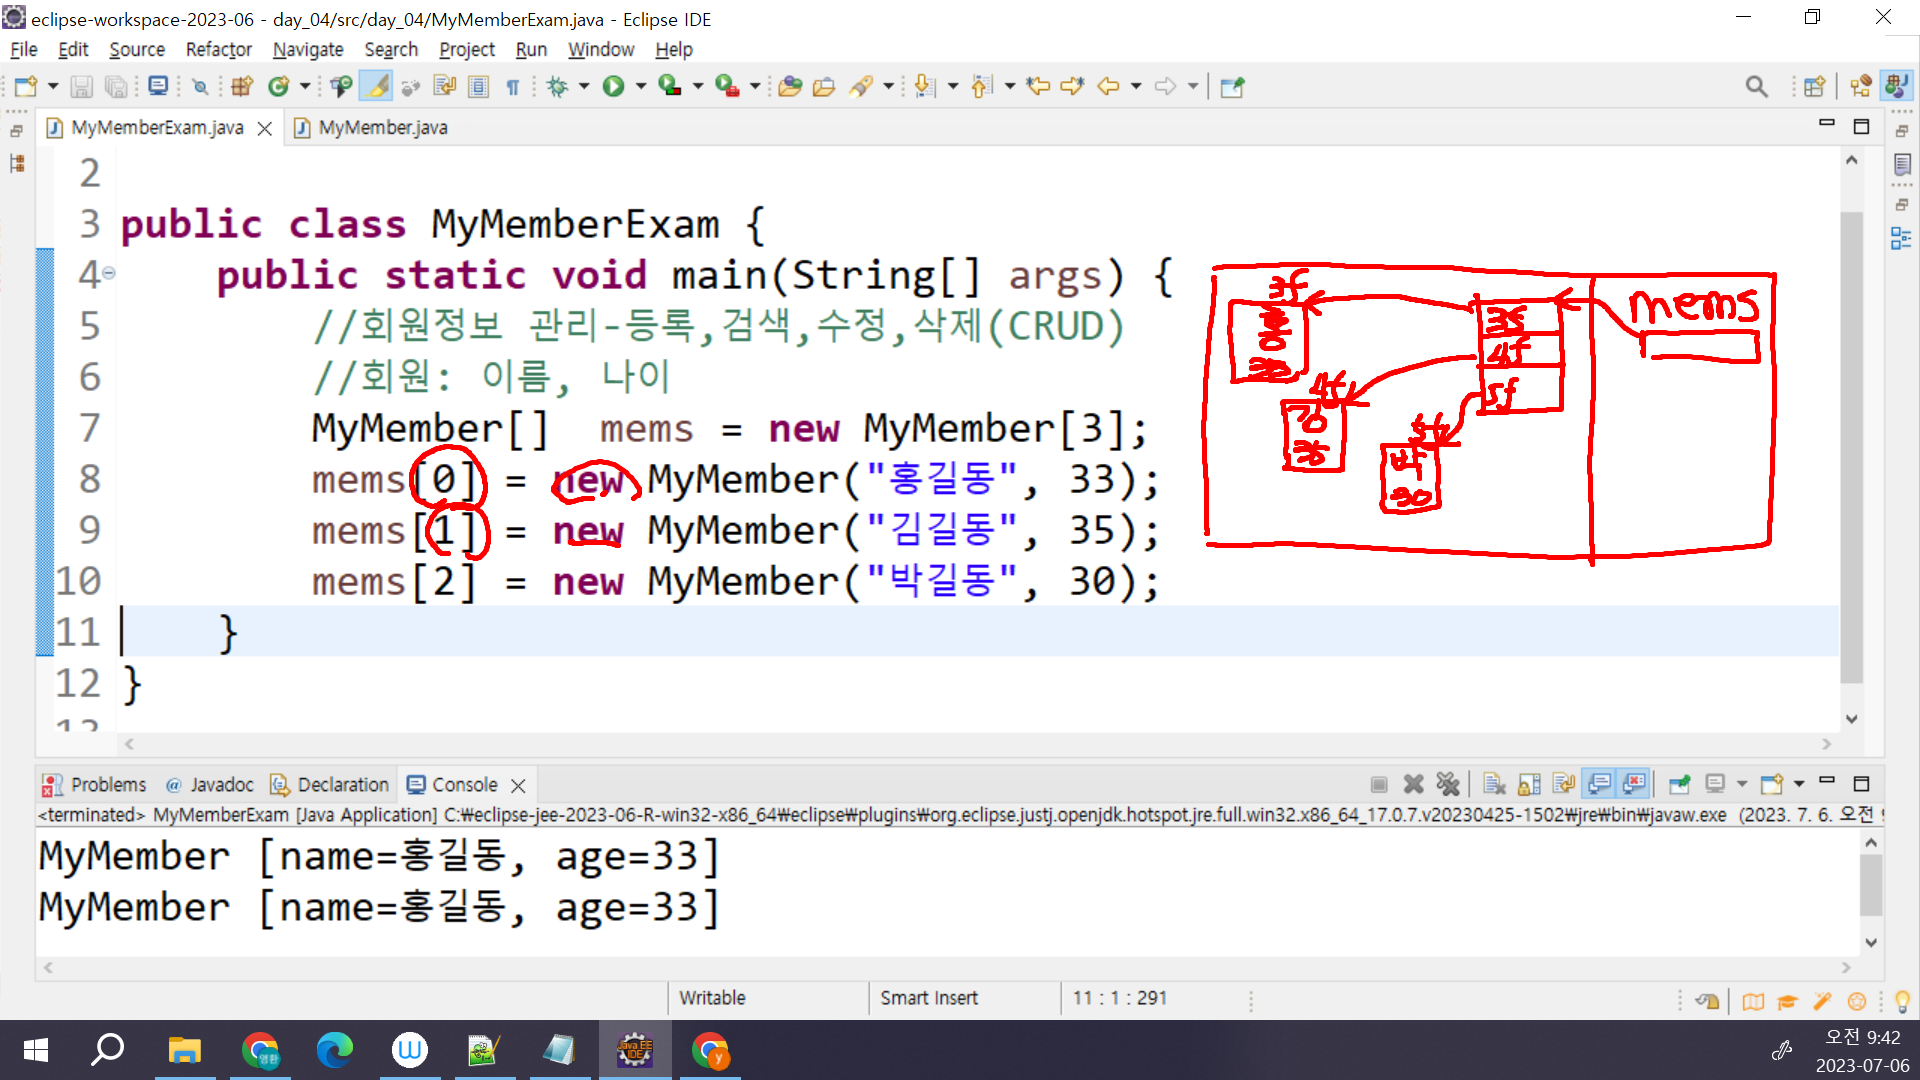 eclipse-workspace-2023-06 - day_04/src/day_04/MyMemberExam.java - Eclipse IDE
File Edit Source Refactor Navigate Search Project Run Window Help
MyMemberExam.java MyMember.java
2
3 public class MyMemberExam {
4 public static void main(String[] args) {
5 //회원정보 관리-등록,검색,수정,삭제(CRUD)
6 //회원: 이름, 나이
7 MyMember[] mems = new MyMember[3];
8 mems[0] = new MyMember("홍길동", 33);
9 mems[1] = new MyMember("김길동", 35);
10 mems[2] = new MyMember("박길동", 30);
11 }
12 }
13
mems
3f
4f
5f
3f
4f
5f
박
30
Problems Javadoc Declaration Console
<terminated> MyMemberExam [Java Application] C:₩eclipse-jee-2023-06-R-win32-x86_64₩eclipse₩plugins₩org.eclipse.justj.openjdk.hotspot.jre.full.win32.x86_64_17.0.7.v20230425-1502₩jre₩bin₩javaw.exe (2023. 7. 6. 오전
MyMember [name=홍길동, age=33]
MyMember [name=홍길동, age=33]
Writable Smart Insert 11 : 1 : 291
오전 9:42
2023-07-06